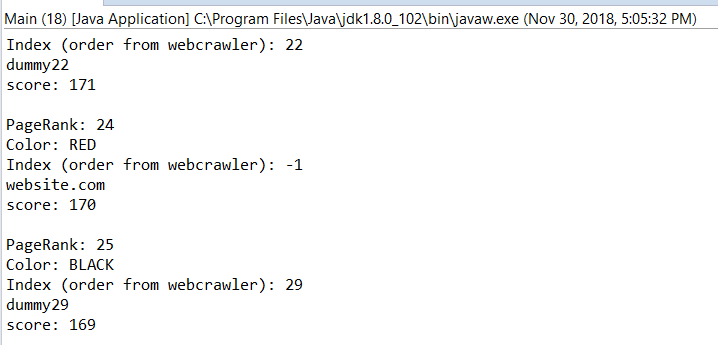 Main (18) [Java Application] C:\Program Files\Java\jdk1.8.0_102\bin\javaw.exe (Nov 30, 2018, 5:05:32 PM)
Index (order from webcrawler): 22
dummy22
score: 171
PageRank: 24
Color: RED
Index (order from webcrawler): -1
website.com
score: 170
PageRank: 25
Color: BLACK
Index (order from webcrawler): 29
dummy29
score: 169